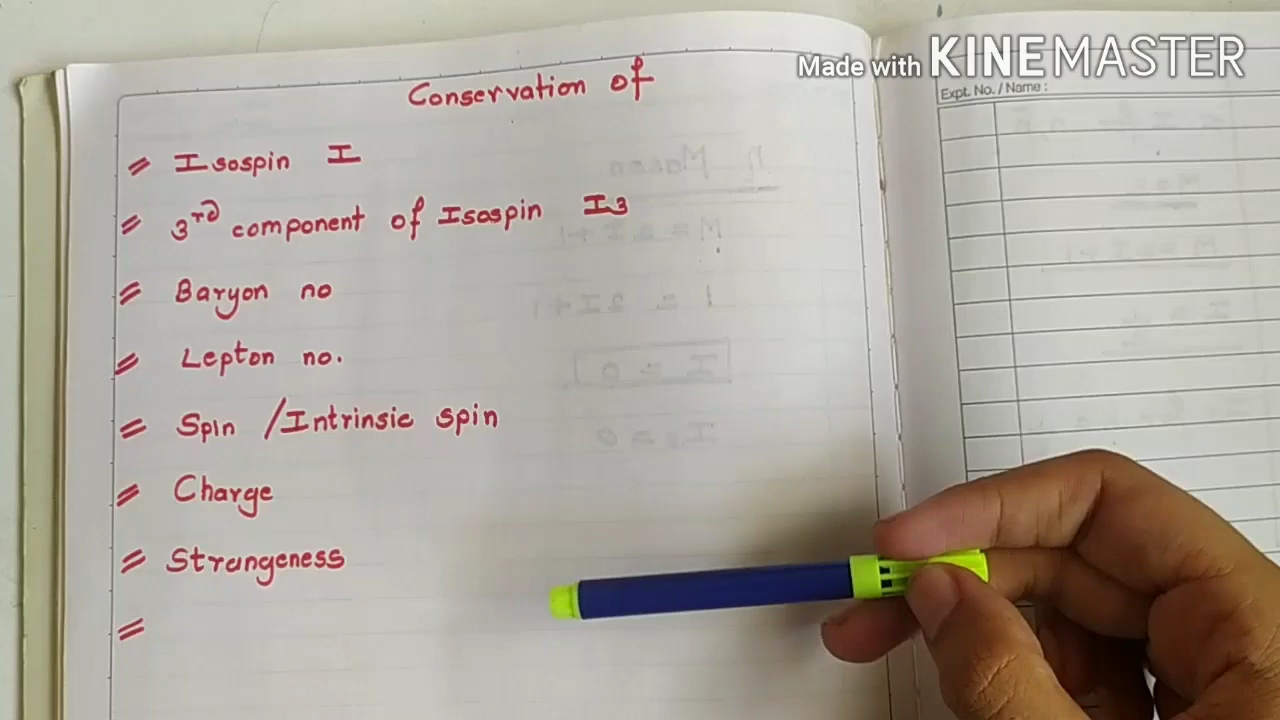 Made with KINEMASTER
Expt. No. / Name :
Conservation of
= Isospin I
= 3rd component of Isospin I3
= Baryon no
= Lepton no.
= Spin / Intrinsic spin
= Charge
= Strangeness
=